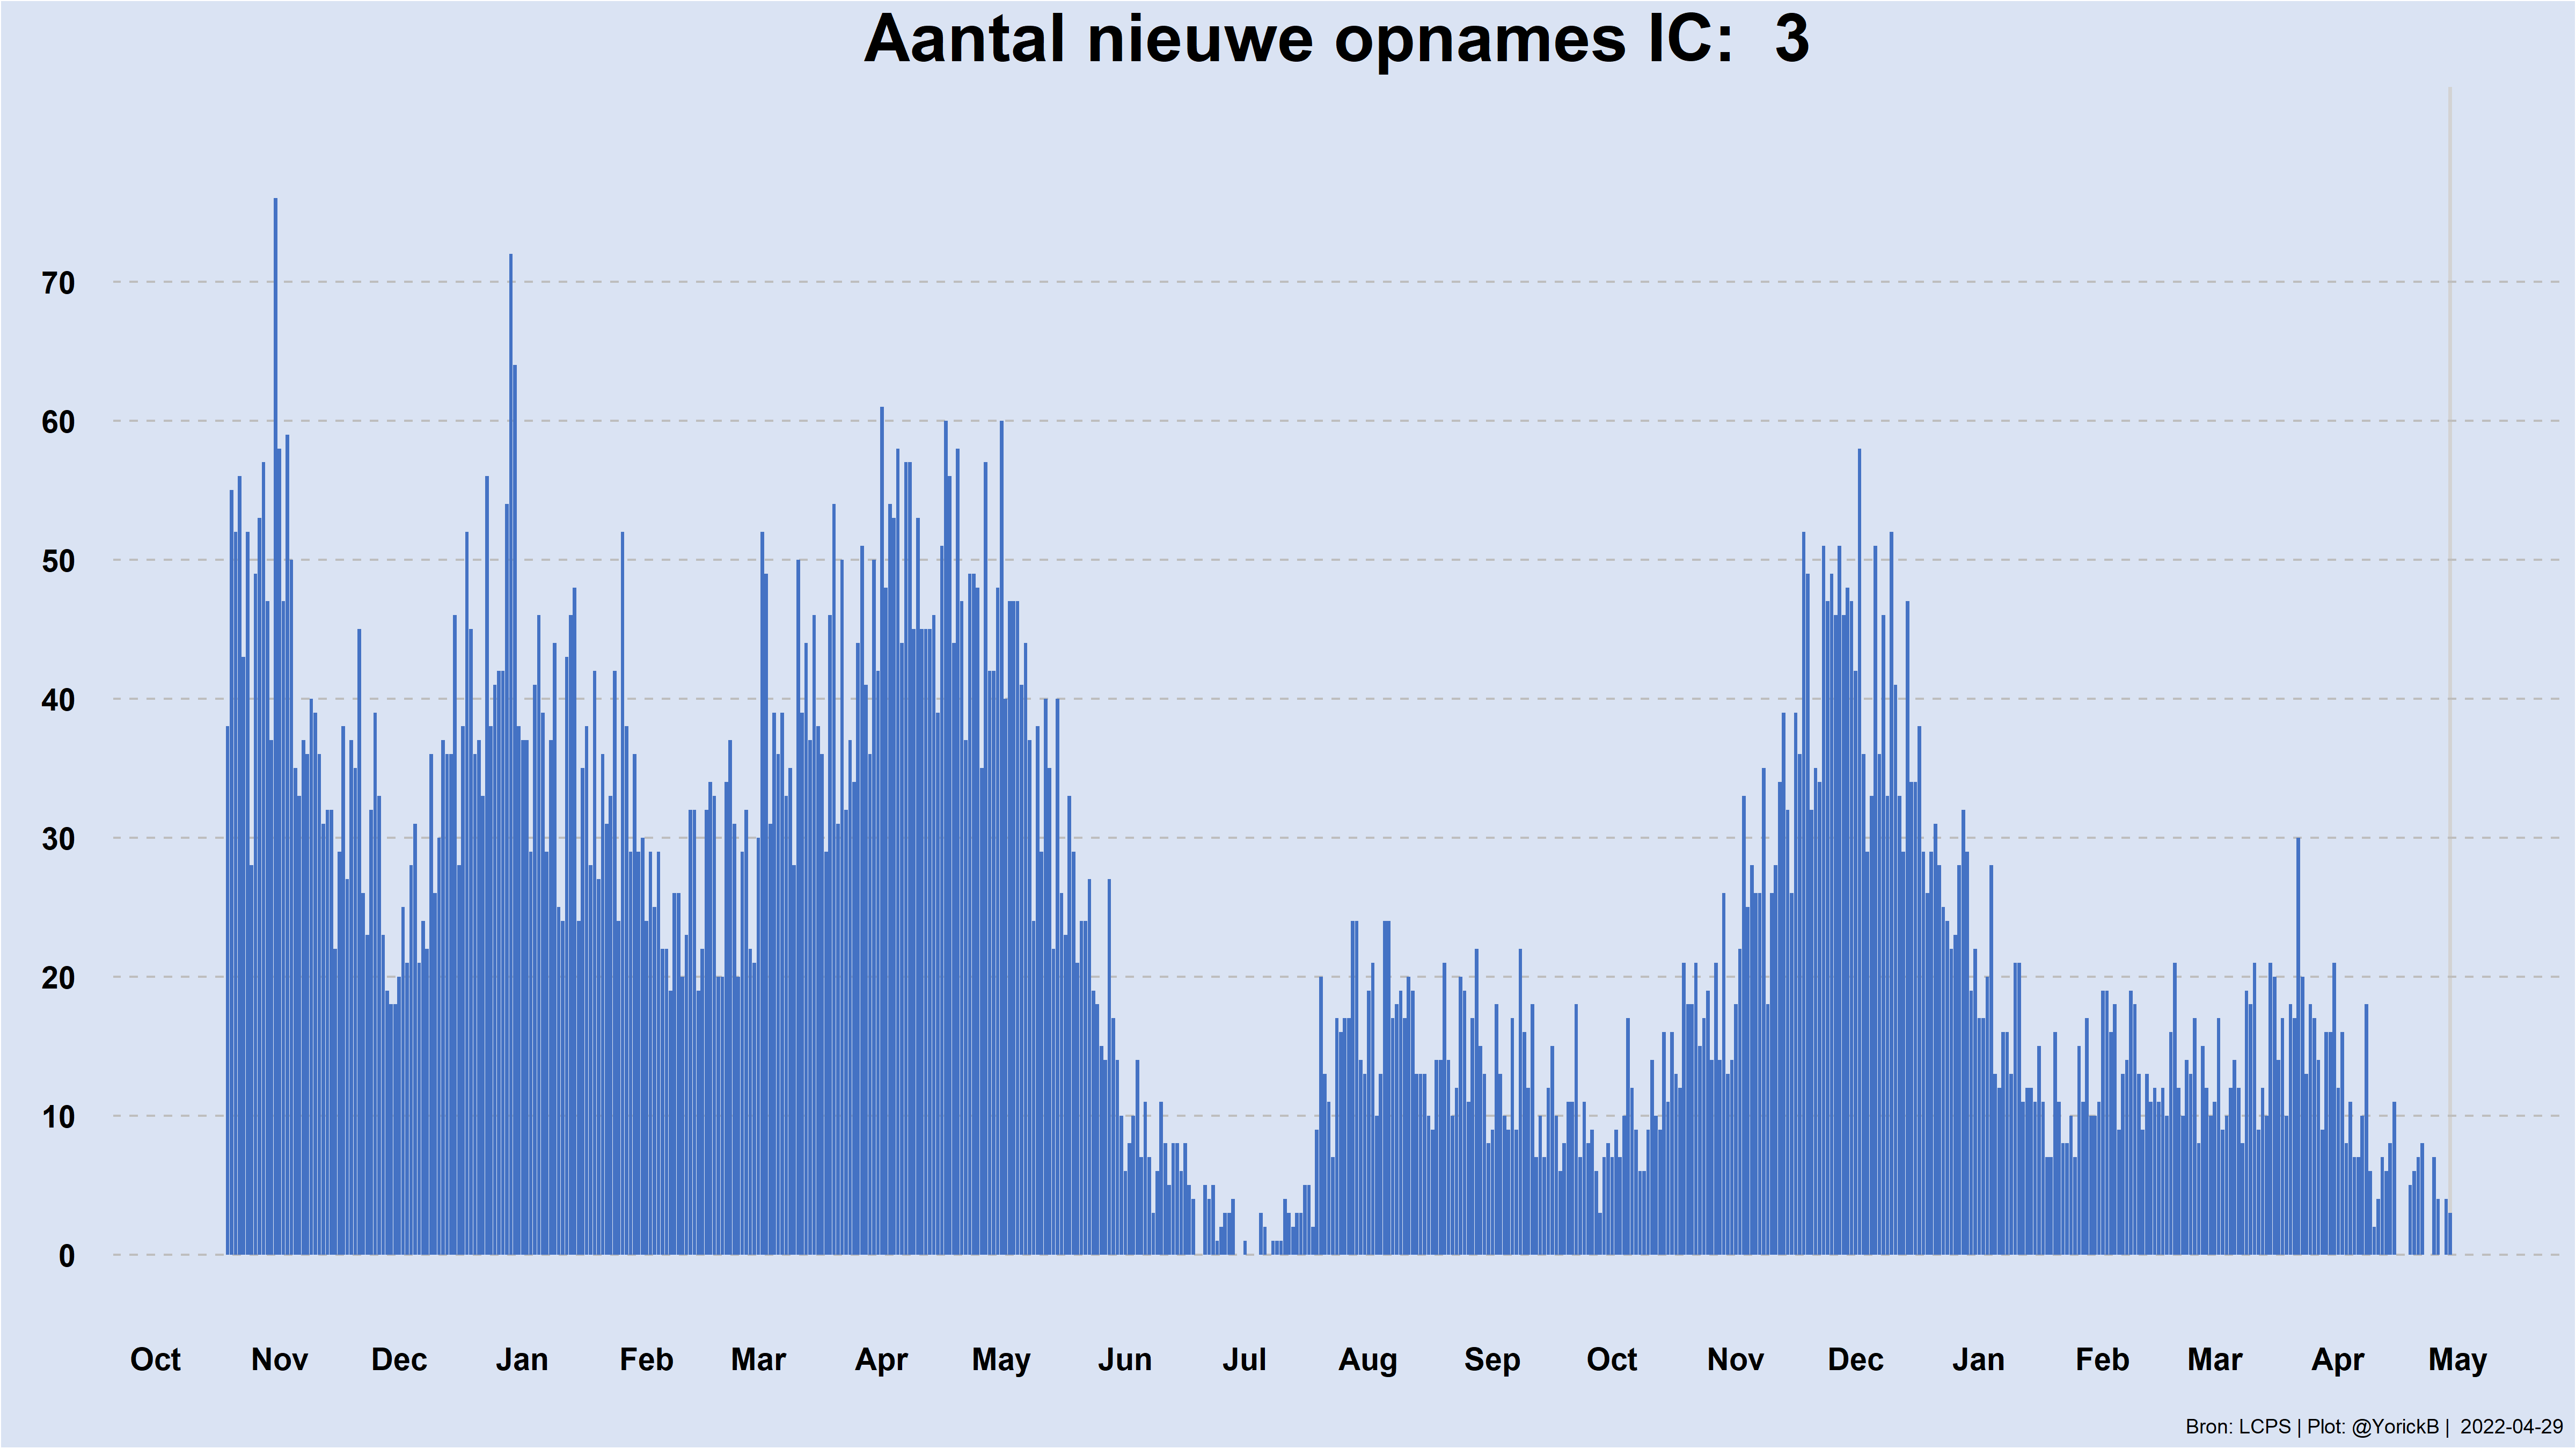 Aantal nieuwe opnames IC:  3
70
60
50
40
30
20
10
0
Oct Nov Dec Jan Feb Mar Apr May Jun Jul Aug Sep Oct Nov Dec Jan Feb Mar Apr May
Bron: LCPS | Plot: @YorickB |  2022-04-29